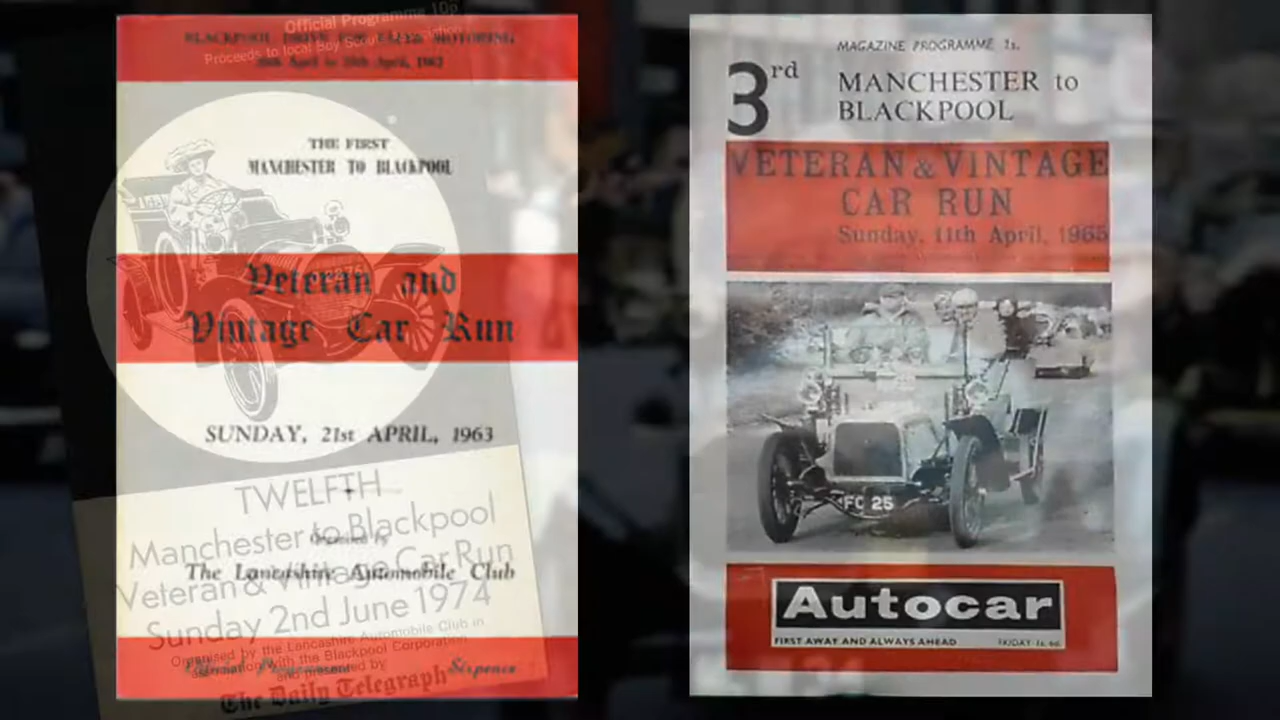 Official Programme 10p
Proceeds to local Boy Scouts Association
THE FIRST
MANCHESTER TO BLACKPOOL
Veteran and
Vintage Car Run
SUNDAY, 21st APRIL, 1963
Organised by
The Lancashire Automobile Club
Official Programme
Sixpence
TWELFTH
Manchester to Blackpool
Veteran & Vintage Car Run
Sunday 2nd June 1974
Organised by the Lancashire Automobile Club in
association with the Blackpool Corporation
and presented by
The Daily Telegraph
MAGAZINE PROGRAMME 1s.
3rd
MANCHESTER to
BLACKPOOL
VETERAN & VINTAGE
CAR RUN
Sunday, 11th April, 1965
FC 25
Autocar
FIRST AWAY AND ALWAYS AHEAD